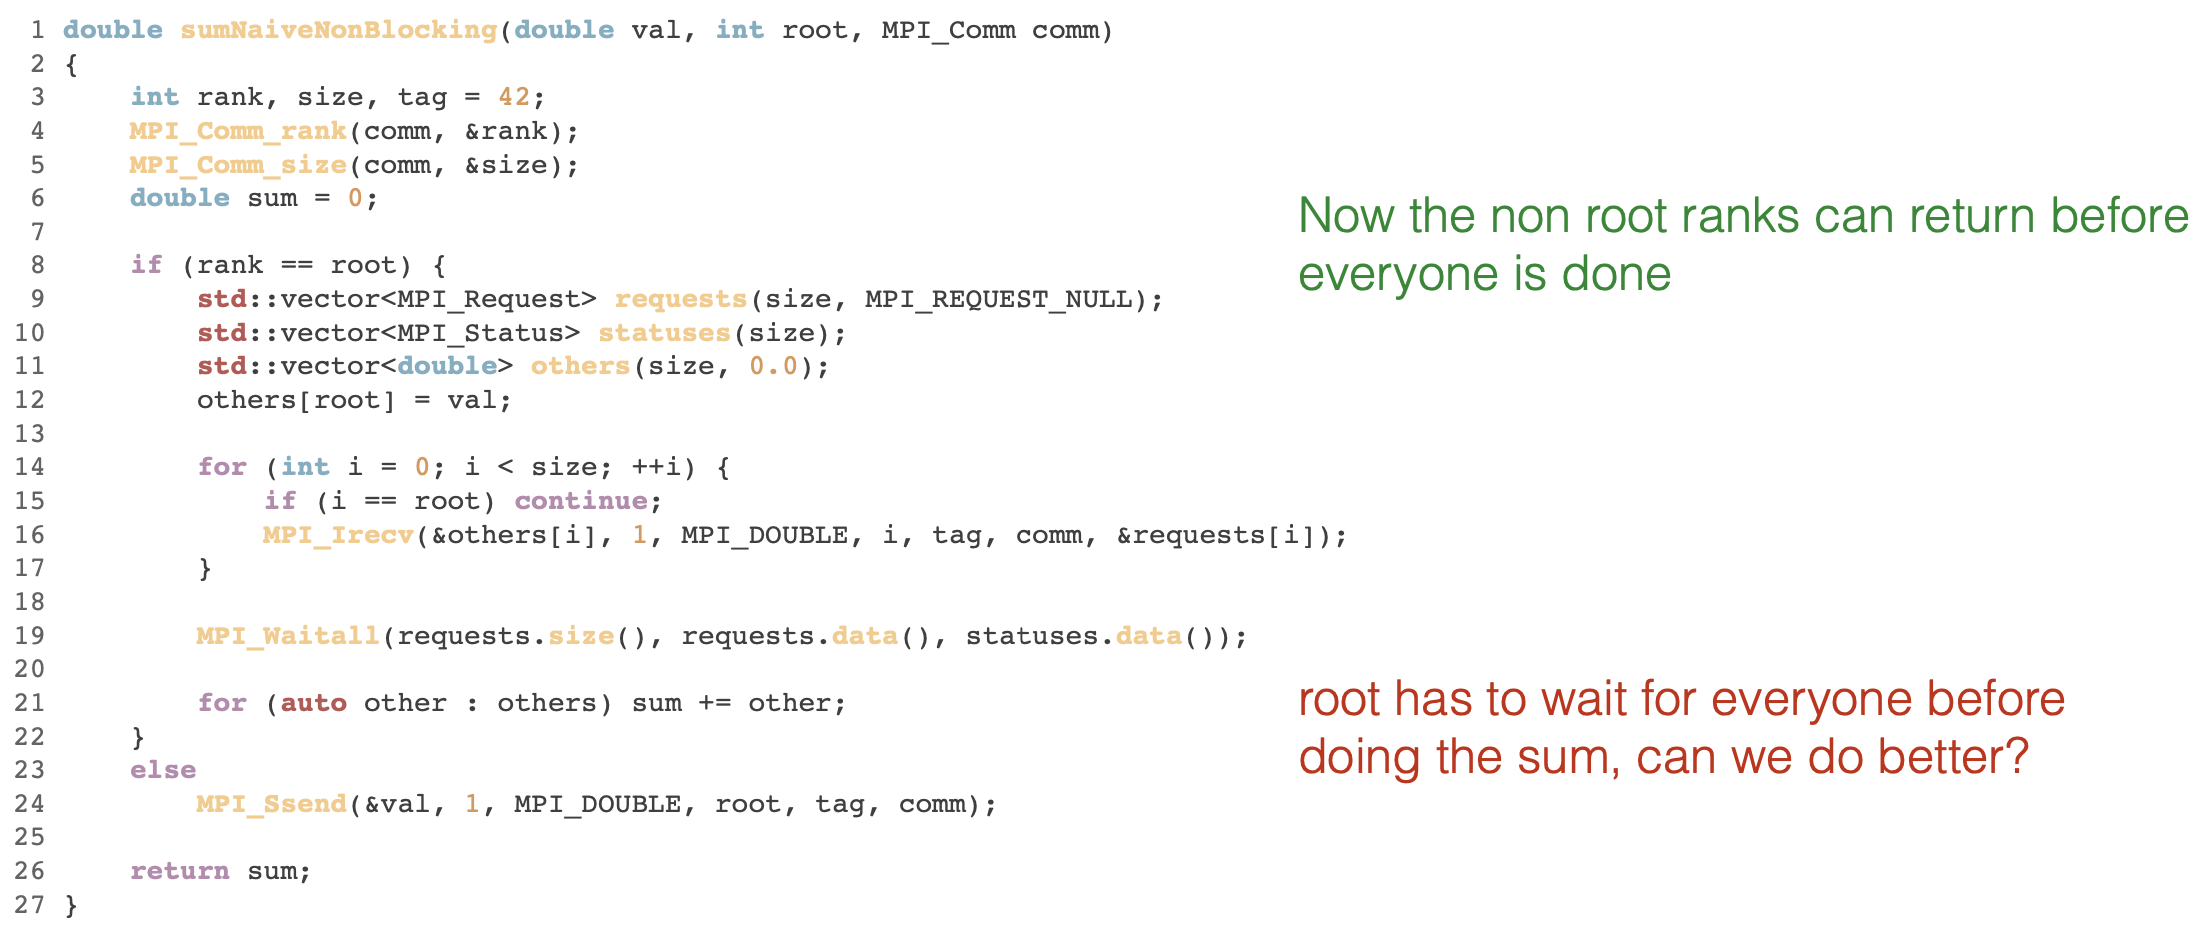 1 double sumNaiveNonBlocking(double val, int root, MPI_Comm comm)
2 {
3     int rank, size, tag = 42;
4     MPI_Comm_rank(comm, &rank);
5     MPI_Comm_size(comm, &size);
6     double sum = 0;
7
8     if (rank == root) {
9         std::vector<MPI_Request> requests(size, MPI_REQUEST_NULL);
10         std::vector<MPI_Status> statuses(size);
11         std::vector<double> others(size, 0.0);
12         others[root] = val;
13
14         for (int i = 0; i < size; ++i) {
15             if (i == root) continue;
16             MPI_Irecv(&others[i], 1, MPI_DOUBLE, i, tag, comm, &requests[i]);
17         }
18
19         MPI_Waitall(requests.size(), requests.data(), statuses.data());
20
21         for (auto other : others) sum += other;
22     }
23     else
24         MPI_Ssend(&val, 1, MPI_DOUBLE, root, tag, comm);
25
26     return sum;
27 }
Now the non root ranks can return before
everyone is done
root has to wait for everyone before
doing the sum, can we do better?